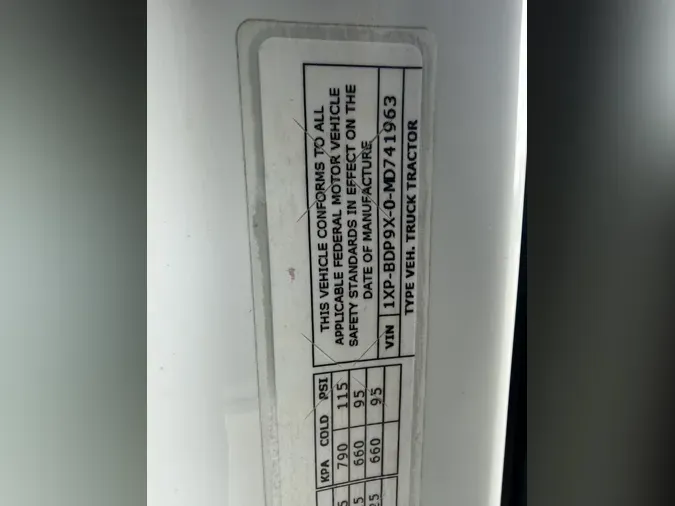 THIS VEHICLE CONFORMS TO ALL
APPLICABLE FEDERAL MOTOR VEHICLE
SAFETY STANDARDS IN EFFECT ON THE
DATE OF MANUFACTURE
VIN 1XP-BDP9X-0-MD741963
TYPE VEH. TRUCK TRACTOR
KPA COLD PSI
790 115
660 95
660 95